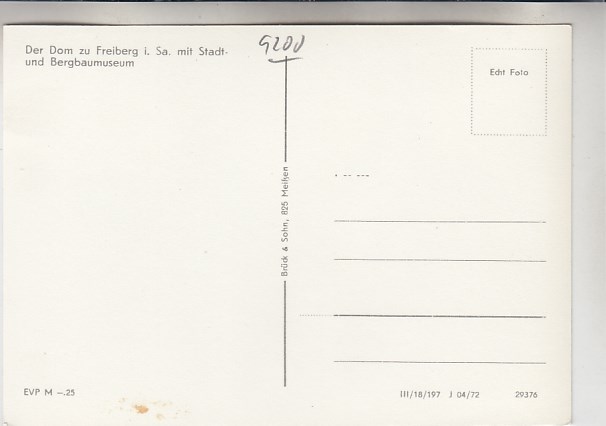 Der Dom zu Freiberg i. Sa. mit Stadt-
und Bergbaumuseum
9200
Echt Foto
Brück & Sohn, 825 Meißen
EVP M –.25
III/18/197 J 04/72 29376